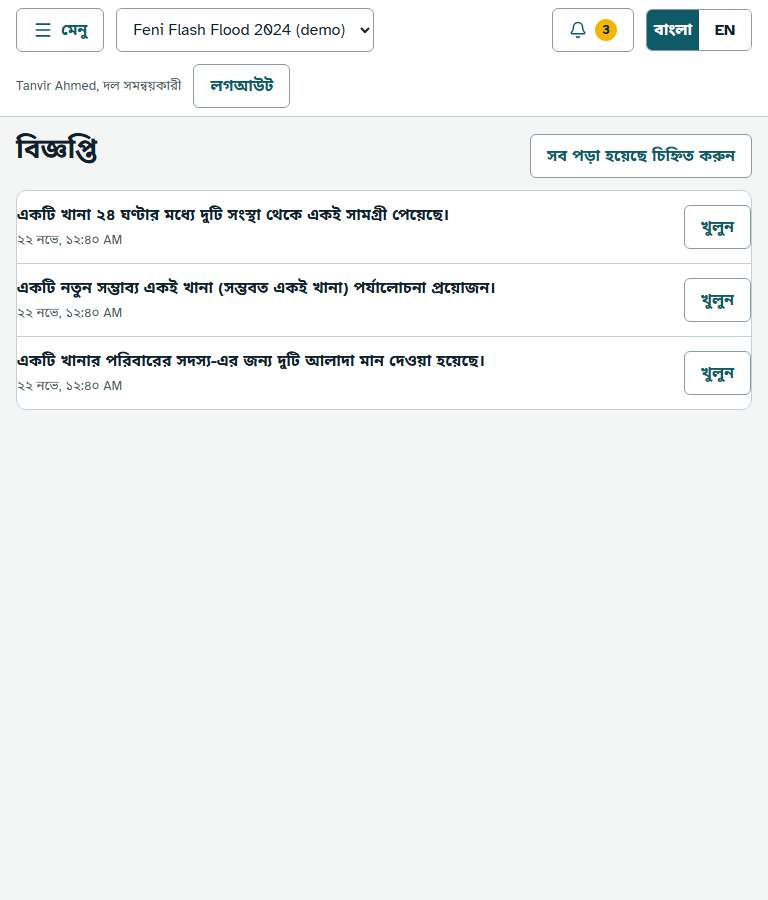 মেনু
Feni Flash Flood 2024 (demo)
3
বাংলা
EN
Tanvir Ahmed, দল সমন্বয়কারী
লগআউট
বিজ্ঞপ্তি
সব পড়া হয়েছে চিহ্নিত করুন
একটি খানা ২৪ ঘণ্টার মধ্যে দুটি সংস্থা থেকে একই সামগ্রী পেয়েছে।
২২ নভে, ১২:৪০ AM
খুলুন
একটি নতুন সম্ভাব্য একই খানা (সম্ভবত একই খানা) পর্যালোচনা প্রয়োজন।
২২ নভে, ১২:৪০ AM
খুলুন
একটি খানার পরিবারের সদস্য-এর জন্য দুটি আলাদা মান দেওয়া হয়েছে।
২২ নভে, ১২:৪০ AM
খুলুন